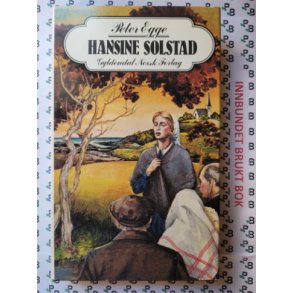 Peter Egge
HANSINE SOLSTAD
Gyldendal Norsk Forlag
INNBUNDET BRUKT BOK